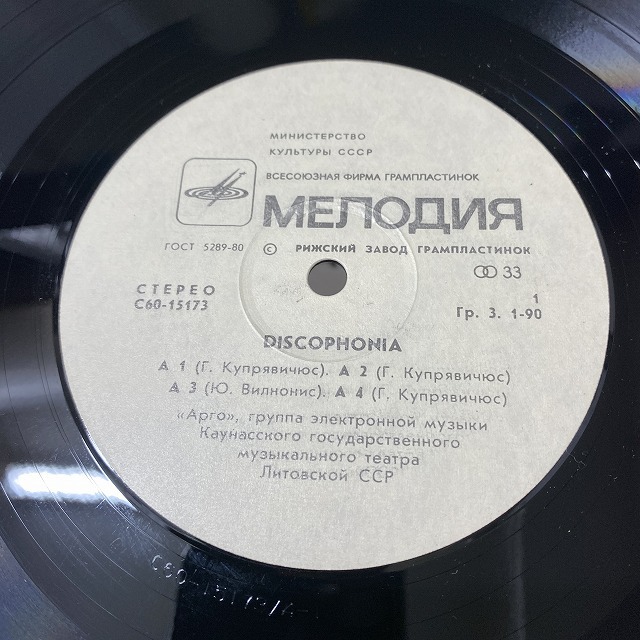 МИНИСТЕРСТВО
КУЛЬТУРЫ СССР
ВСЕСОЮЗНАЯ ФИРМА ГРАМПЛАСТИНОК
МЕЛОДИЯ
ГОСТ 5289-80 © РИЖСКИЙ ЗАВОД ГРАМПЛАСТИНОК
СТЕРЕО 33
С60-15173 1
Гр. 3. 1-90
DISCOPHONIA
А 1 (Г. Купрявичюс). А 2 (Г. Купрявичюс)
А 3 (Ю. Вилнонис). А 4 (Г. Купрявичюс)
«Арго», группа электронной музыки
Каунасского государственного
музыкального театра
Литовской ССР